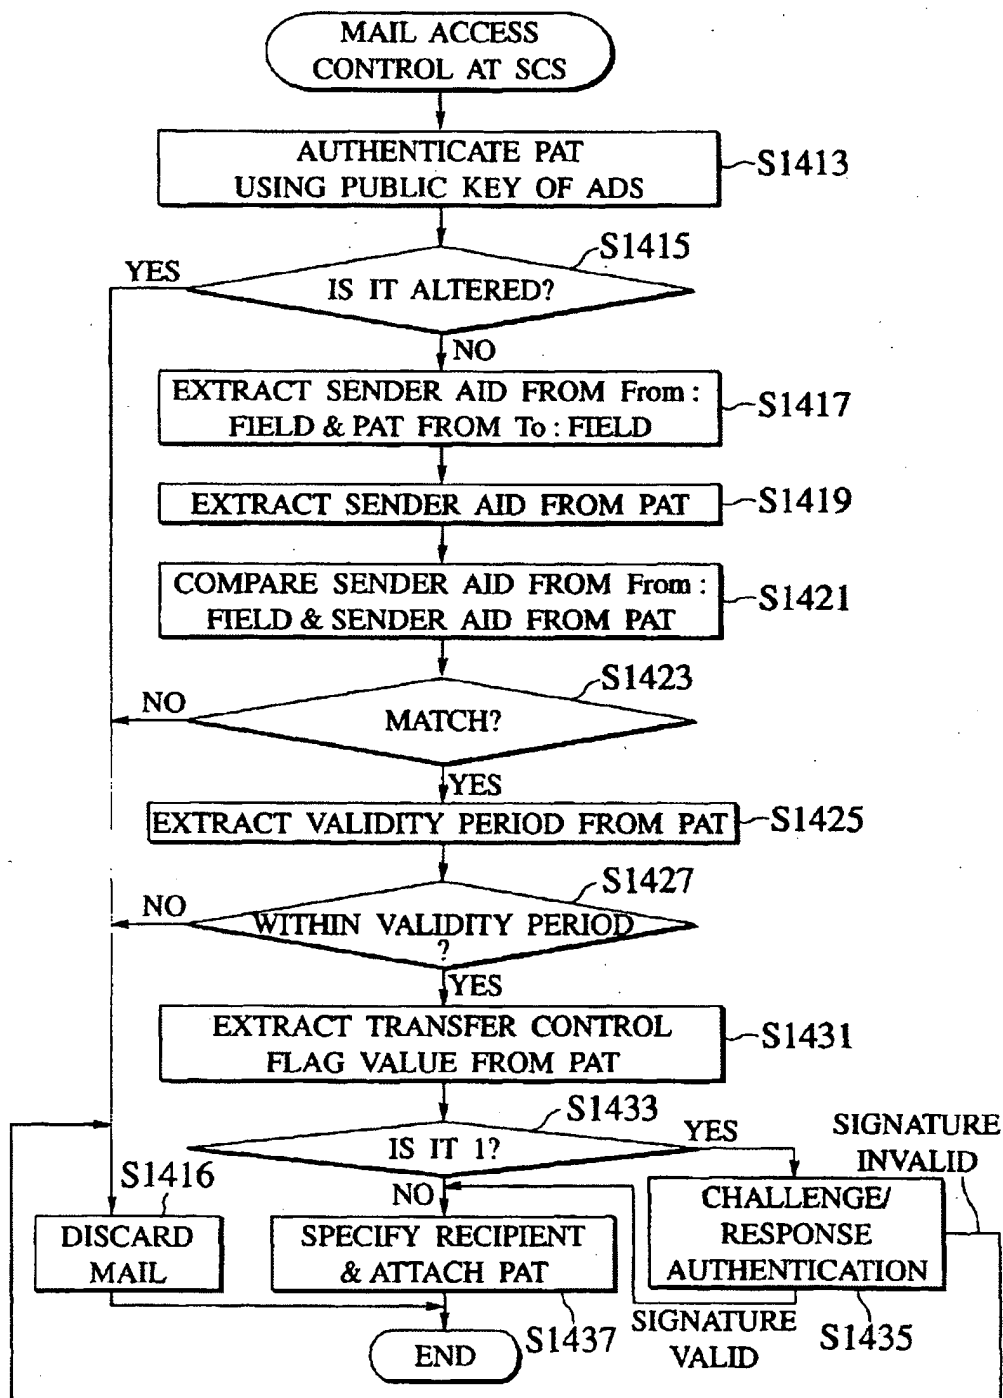 MAIL ACCESS
CONTROL AT SCS
AUTHENTICATE PAT
USING PUBLIC KEY OF ADS
S1413
S1415
YES
IS IT ALTERED?
NO
EXTRACT SENDER AID FROM From :
FIELD & PAT FROM To : FIELD
S1417
EXTRACT SENDER AID FROM PAT
S1419
COMPARE SENDER AID FROM From :
FIELD & SENDER AID FROM PAT
S1421
S1423
NO
MATCH?
YES
EXTRACT VALIDITY PERIOD FROM PAT
S1425
S1427
NO
WITHIN VALIDITY PERIOD
?
YES
EXTRACT TRANSFER CONTROL
FLAG VALUE FROM PAT
S1431
S1433
IS IT 1?
YES
SIGNATURE
INVALID
S1416
NO
DISCARD
MAIL
SPECIFY RECIPIENT
& ATTACH PAT
CHALLENGE/
RESPONSE
AUTHENTICATION
S1437
SIGNATURE
VALID
S1435
END